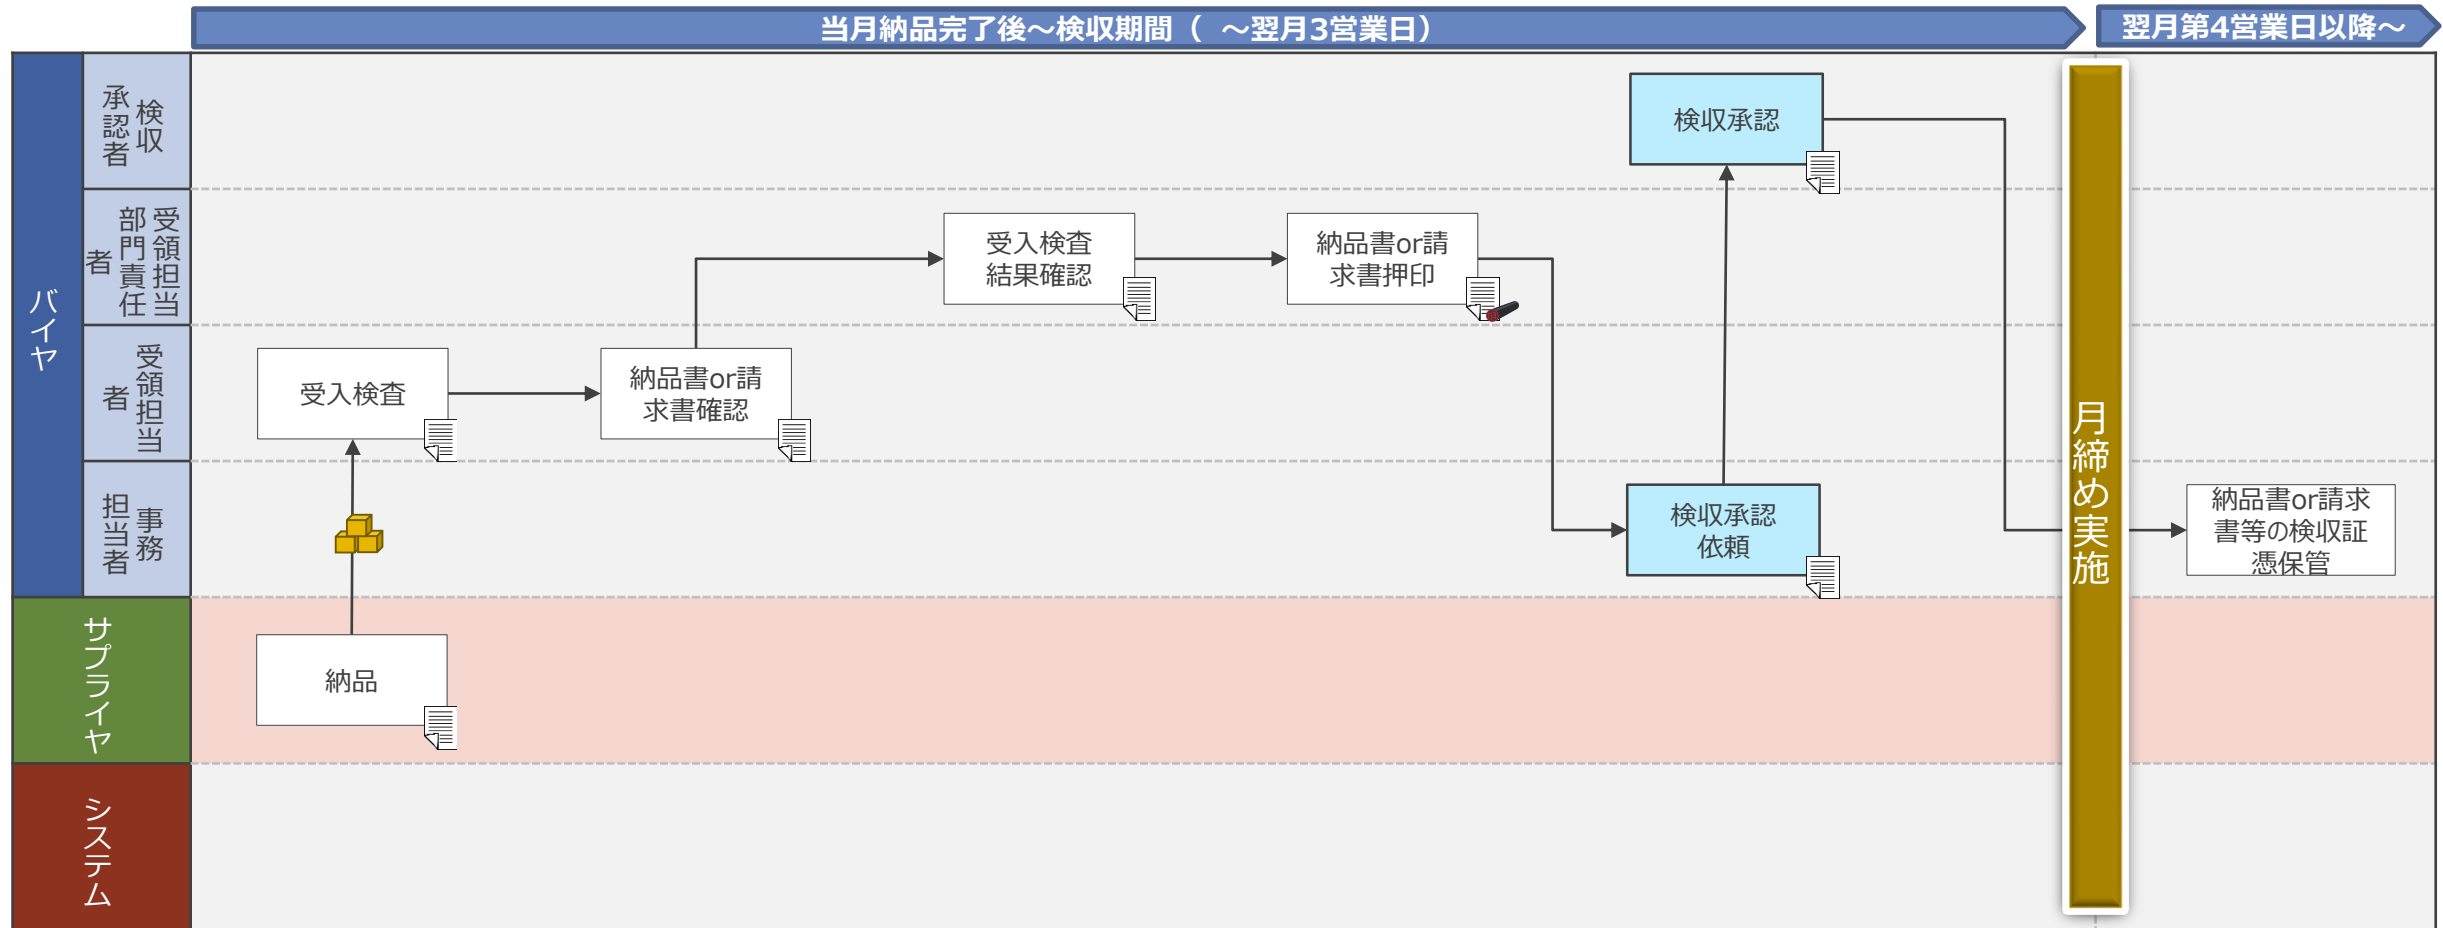 当月納品完了後～検収期間（ ～翌月3営業日）
翌月第4営業日以降～
バイヤ
検収
承認者
検収承認
受領担当
部門責任
者
受入検査
結果確認
納品書or請
求書押印
受領担当
者
受入検査
納品書or請
求書確認
事務
担当者
検収承認
依頼
月締め実施
納品書or請求
書等の検収証
憑保管
サプライヤ
納品
システム